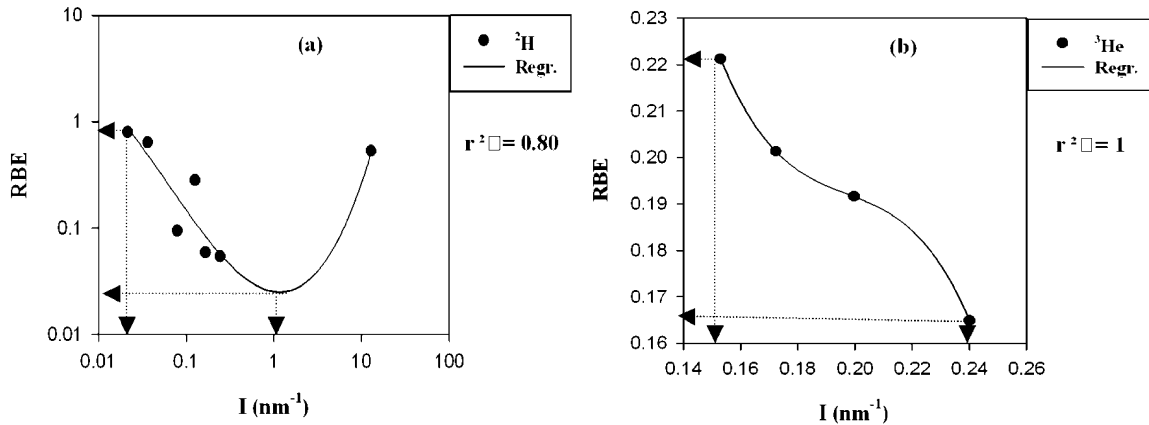 10
1
0.1
0.01
RBE
(a)
0.01 0.1 1 10 100
I (nm⁻¹)
²H
Regr.
r ² □ = 0.80
0.23
0.22
0.21
0.20
0.19
0.18
0.17
0.16
RBE
(b)
0.14 0.16 0.18 0.20 0.22 0.24 0.26
I (nm⁻¹)
³He
Regr.
r ² □ = 1